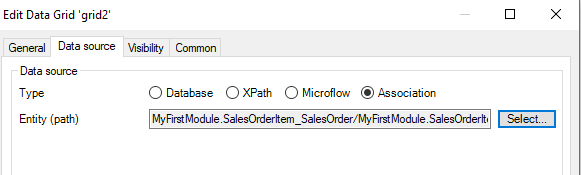 Edit Data Grid 'grid2'
General Data source Visibility Common
Data source
Type Database XPath Microflow Association
Entity (path) MyFirstModule.SalesOrderItem_SalesOrder/MyFirstModule.SalesOrderIte Select...